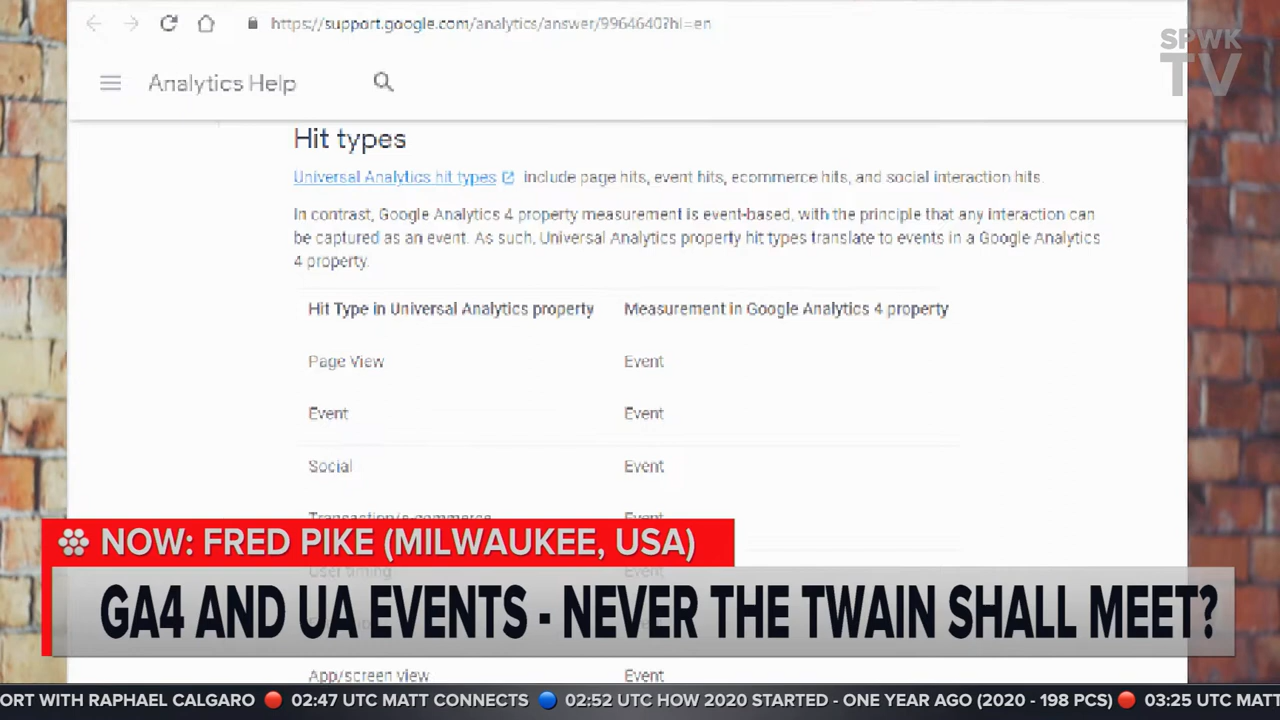 https://support.google.com/analytics/answer/9964640?hl=en
SPWK
TV
Analytics Help
Hit types
Universal Analytics hit types include page hits, event hits, ecommerce hits, and social interaction hits.
In contrast, Google Analytics 4 property measurement is event-based, with the principle that any interaction can
be captured as an event. As such, Universal Analytics property hit types translate to events in a Google Analytics
4 property.
Hit Type in Universal Analytics property Measurement in Google Analytics 4 property
Page View Event
Event Event
Social Event
Transaction/e-commerce Event
NOW: FRED PIKE (MILWAUKEE, USA)
User timing Event
GA4 AND UA EVENTS - NEVER THE TWAIN SHALL MEET?
App/screen view Event
ORT WITH RAPHAEL CALGARO 02:47 UTC MATT CONNECTS 02:52 UTC HOW 2020 STARTED - ONE YEAR AGO (2020 - 198 PCS) 03:25 UTC MATT